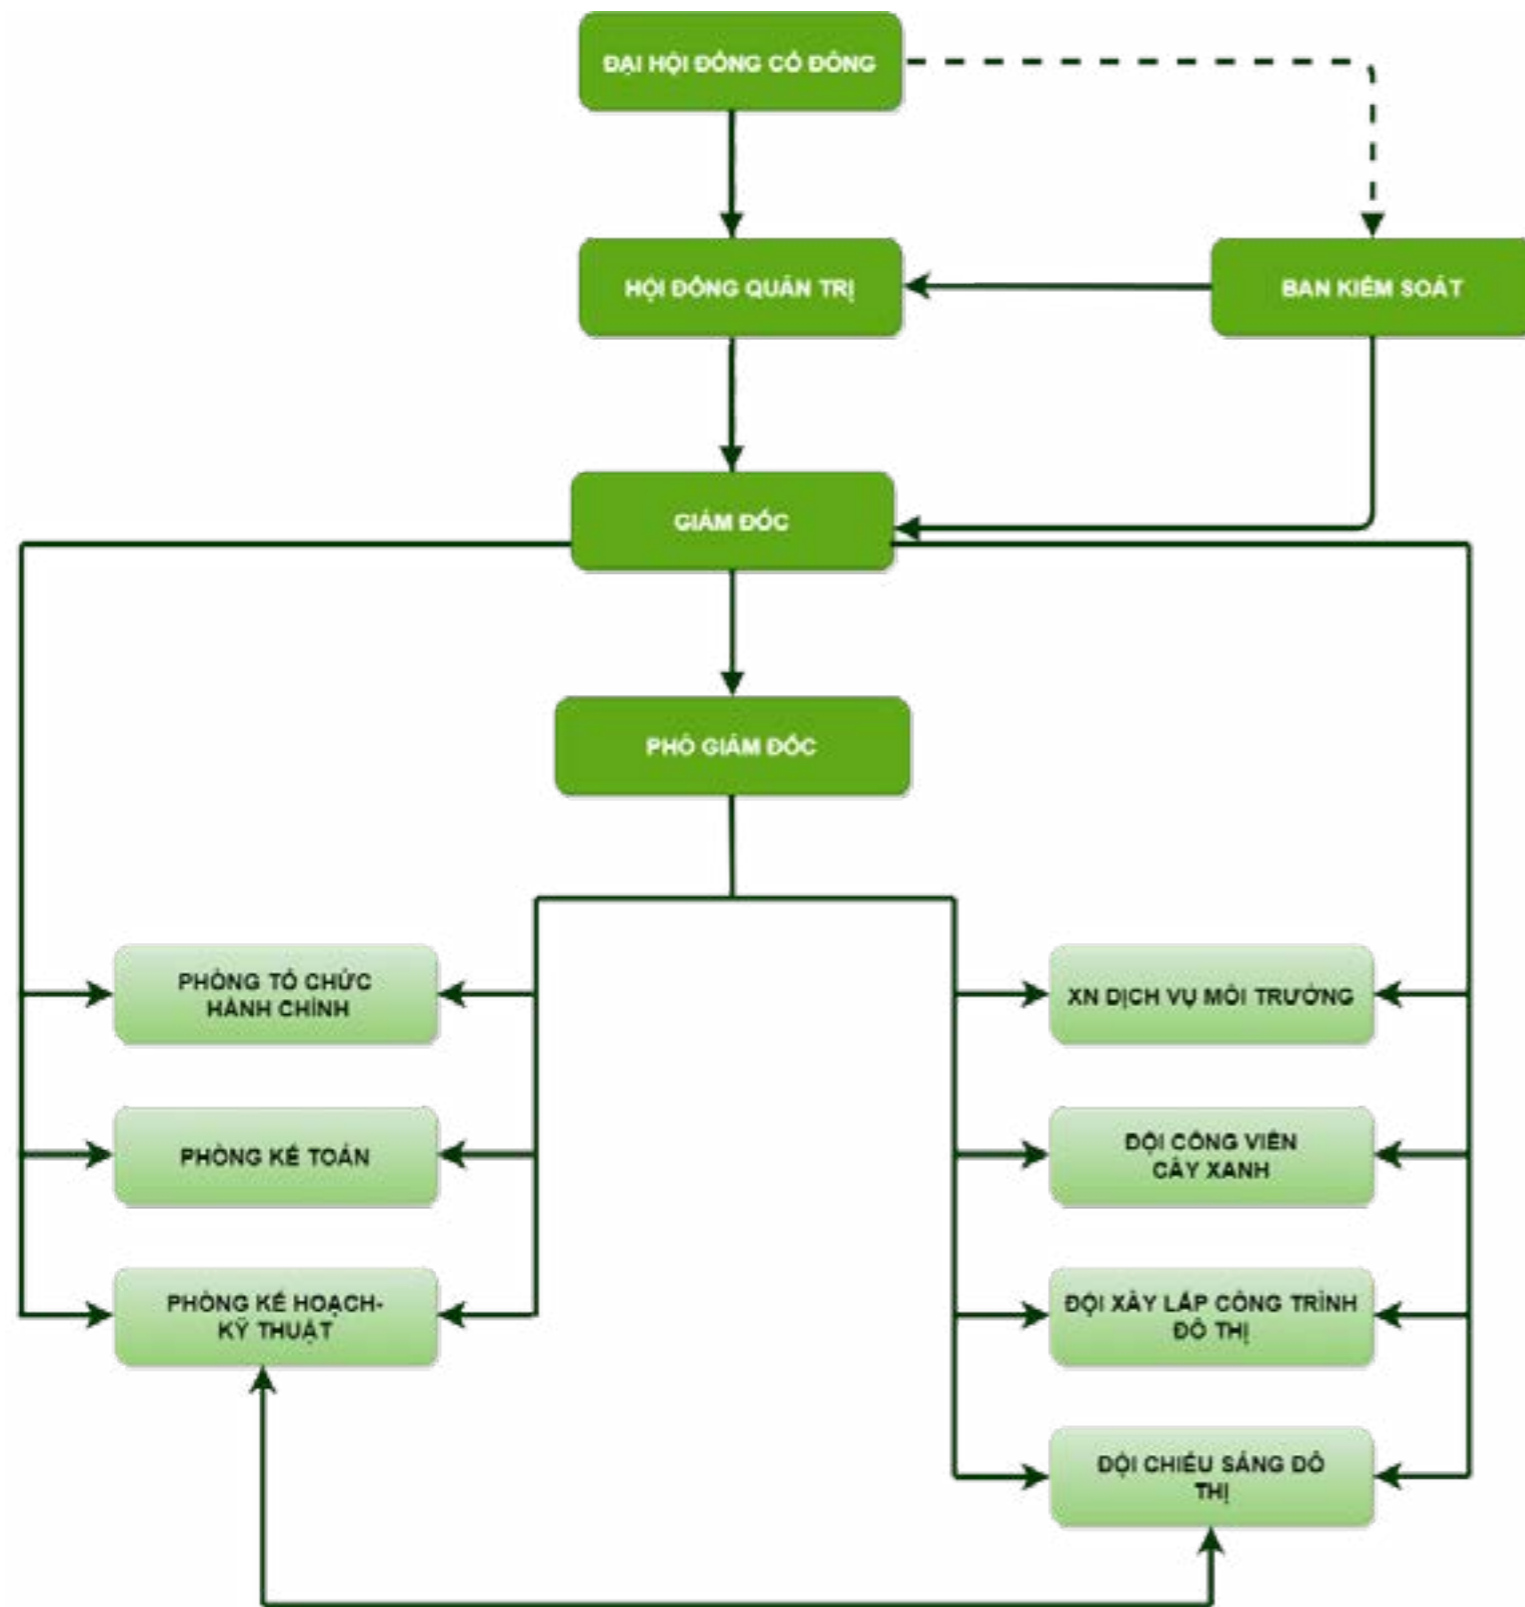 ĐẠI HỘI ĐỒNG CỔ ĐÔNG
HỘI ĐỒNG QUẢN TRỊ
BAN KIỂM SOÁT
GIÁM ĐỐC
PHÓ GIÁM ĐỐC
PHÒNG TỔ CHỨC
HÀNH CHÍNH
XN DỊCH VỤ MÔI TRƯỜNG
PHÒNG KẾ TOÁN
ĐỘI CÔNG VIÊN
CÂY XANH
PHÒNG KẾ HOẠCH-
KỸ THUẬT
ĐỘI XÂY LẮP CÔNG TRÌNH
ĐÔ THỊ
ĐỘI CHIẾU SÁNG ĐÔ
THỊ